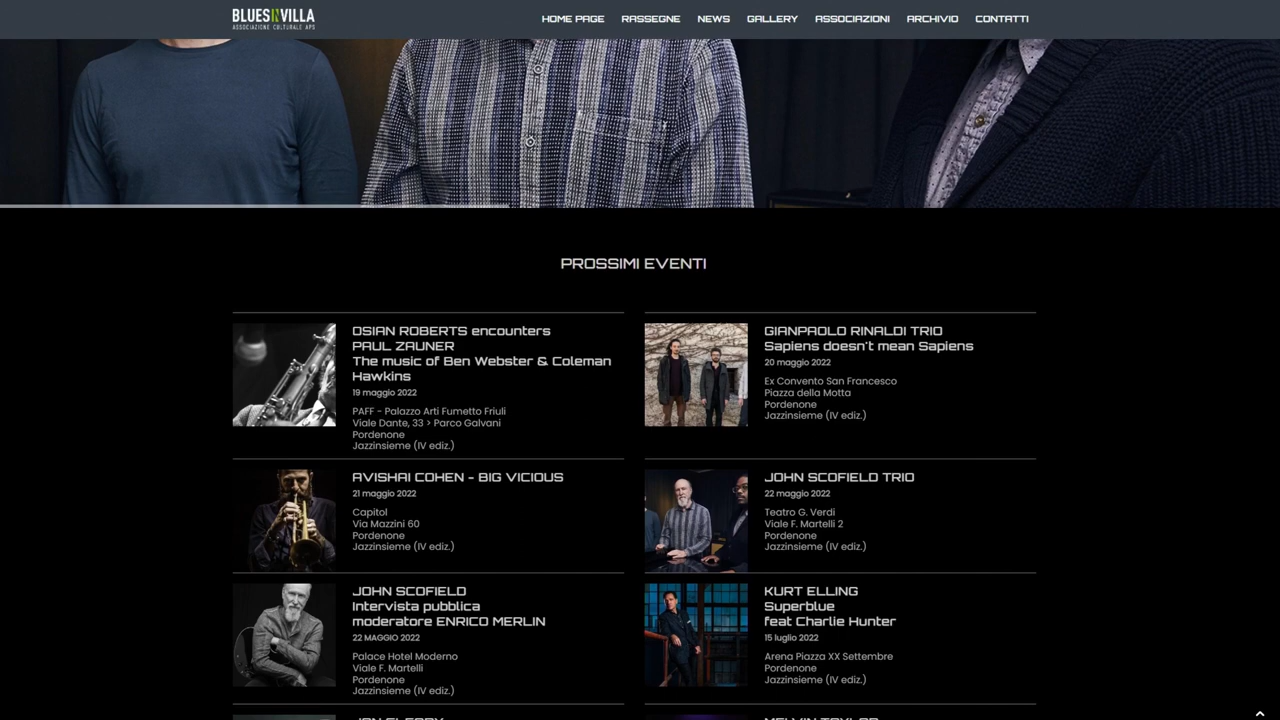 BLUESINVILLA
ASSOCIAZIONE CULTURALE APS
HOME PAGE RASSEGNE NEWS GALLERY ASSOCIAZIONI ARCHIVIO CONTATTI
PROSSIMI EVENTI
OSIAN ROBERTS encounters
PAUL ZAUNER
The music of Ben Webster & Coleman
Hawkins
19 maggio 2022
PAFF - Palazzo Arti Fumetto Friuli
Viale Dante, 33 > Parco Galvani
Pordenone
Jazzinsieme (IV ediz.)
GIANPAOLO RINALDI TRIO
Sapiens doesn't mean Sapiens
20 maggio 2022
Ex Convento San Francesco
Piazza della Motta
Pordenone
Jazzinsieme (IV ediz.)
AVISHAI COHEN - BIG VICIOUS
21 maggio 2022
Capitol
Via Mazzini 60
Pordenone
Jazzinsieme (IV ediz.)
JOHN SCOFIELD TRIO
22 maggio 2022
Teatro G. Verdi
Viale F. Martelli 2
Pordenone
Jazzinsieme (IV ediz.)
JOHN SCOFIELD
Intervista pubblica
moderatore ENRICO MERLIN
22 MAGGIO 2022
Palace Hotel Moderno
Viale F. Martelli
Pordenone
Jazzinsieme (IV ediz.)
KURT ELLING
Superblue
feat Charlie Hunter
15 luglio 2022
Arena Piazza XX Settembre
Pordenone
Jazzinsieme (IV ediz.)